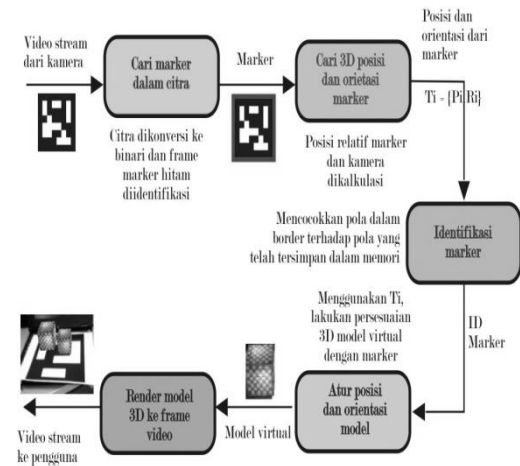 Video stream
dari kamera
Cari marker
dalam citra
Citra dikonversi ke
binari dan frame
marker hitam
diidentifikasi
Marker
Cari 3D posisi
dan orietasi
marker
Posisi relatif marker
dan kamera
dikalkulasi
Posisi dan
orientasi dari
marker
Ti = {Pi,Ri}
Mencocokkan pola dalam
border terhadap pola yang
telah tersimpan dalam memori
Identifikasi
marker
ID
Marker
Menggunakan Ti,
lakukan persesuaian
3D model virtual
dengan marker
Atur posisi
dan orientasi
model
Model virtual
Render model
3D ke frame
video
Video stream
ke pengguna